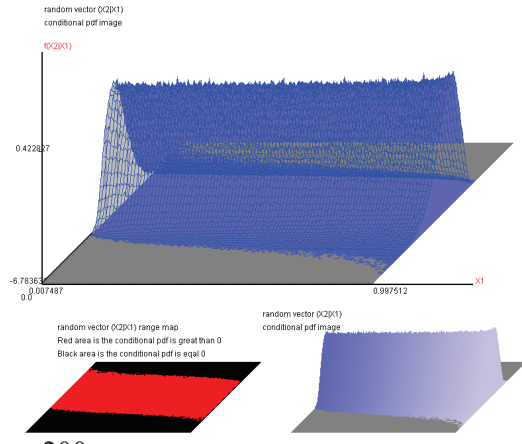 random vector (X2|X1)
conditional pdf image
f(X2|X1)
0.422827
-6.78363
0.007487
0.0
0.997512
X1
random vector (X2|X1) range map
Red area is the conditional pdf is great than 0
Black area is the conditional pdf is eqal 0
random vector (X2|X1)
conditional pdf image